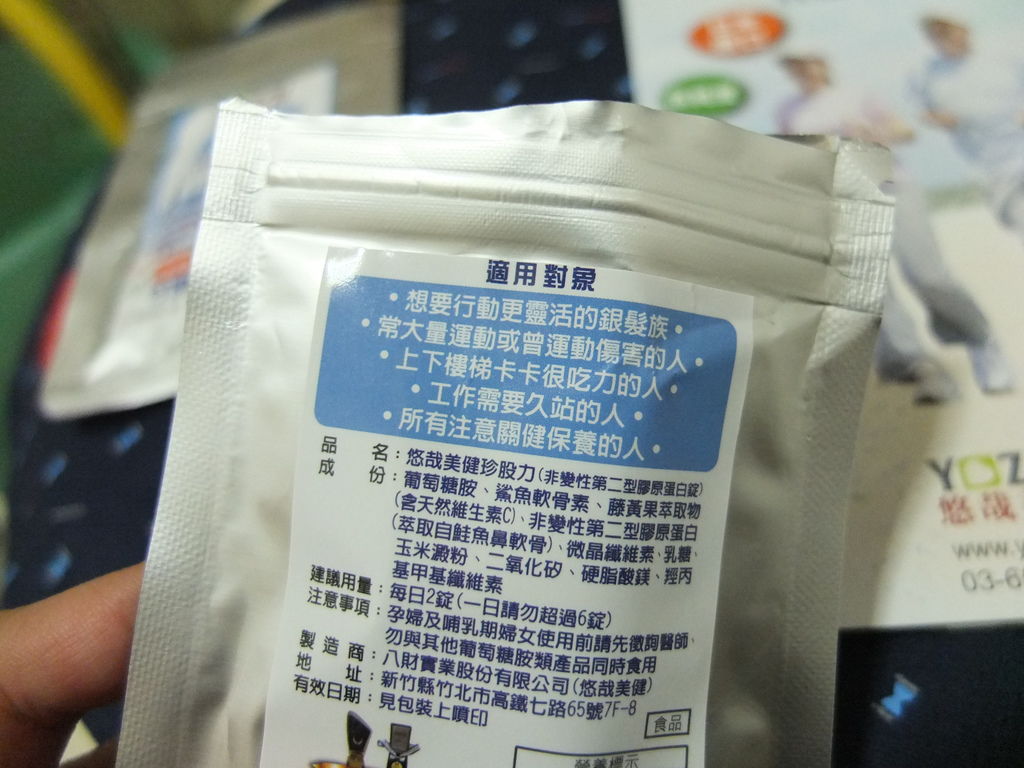 適用對象
•想要行動更靈活的銀髮族•
•常大量運動或曾運動傷害的人•
•上下樓梯卡卡很吃力的人•
•工作需要久站的人•
•所有注意關健保養的人•
品名：悠哉美健珍股力(非變性第二型膠原蛋白錠)
成份：葡萄糖胺、鯊魚軟骨素、藤黃果萃取物
(含天然維生素C)、非變性第二型膠原蛋白
(萃取自鮭魚鼻軟骨)、微晶纖維素、乳糖、
玉米澱粉、二氧化矽、硬脂酸鎂、羥丙
基甲基纖維素
建議用量：每日2錠(一日請勿超過6錠)
注意事項：孕婦及哺乳期婦女使用前請先徵詢醫師、
勿與其他葡萄糖胺類產品同時食用
製造商：八財實業股份有限公司(悠哉美健)
地址：新竹縣竹北市高鐵七路65號7F-8
有效日期：見包裝上噴印
食品
營養標示
YOZ
悠哉
www.y
03-65